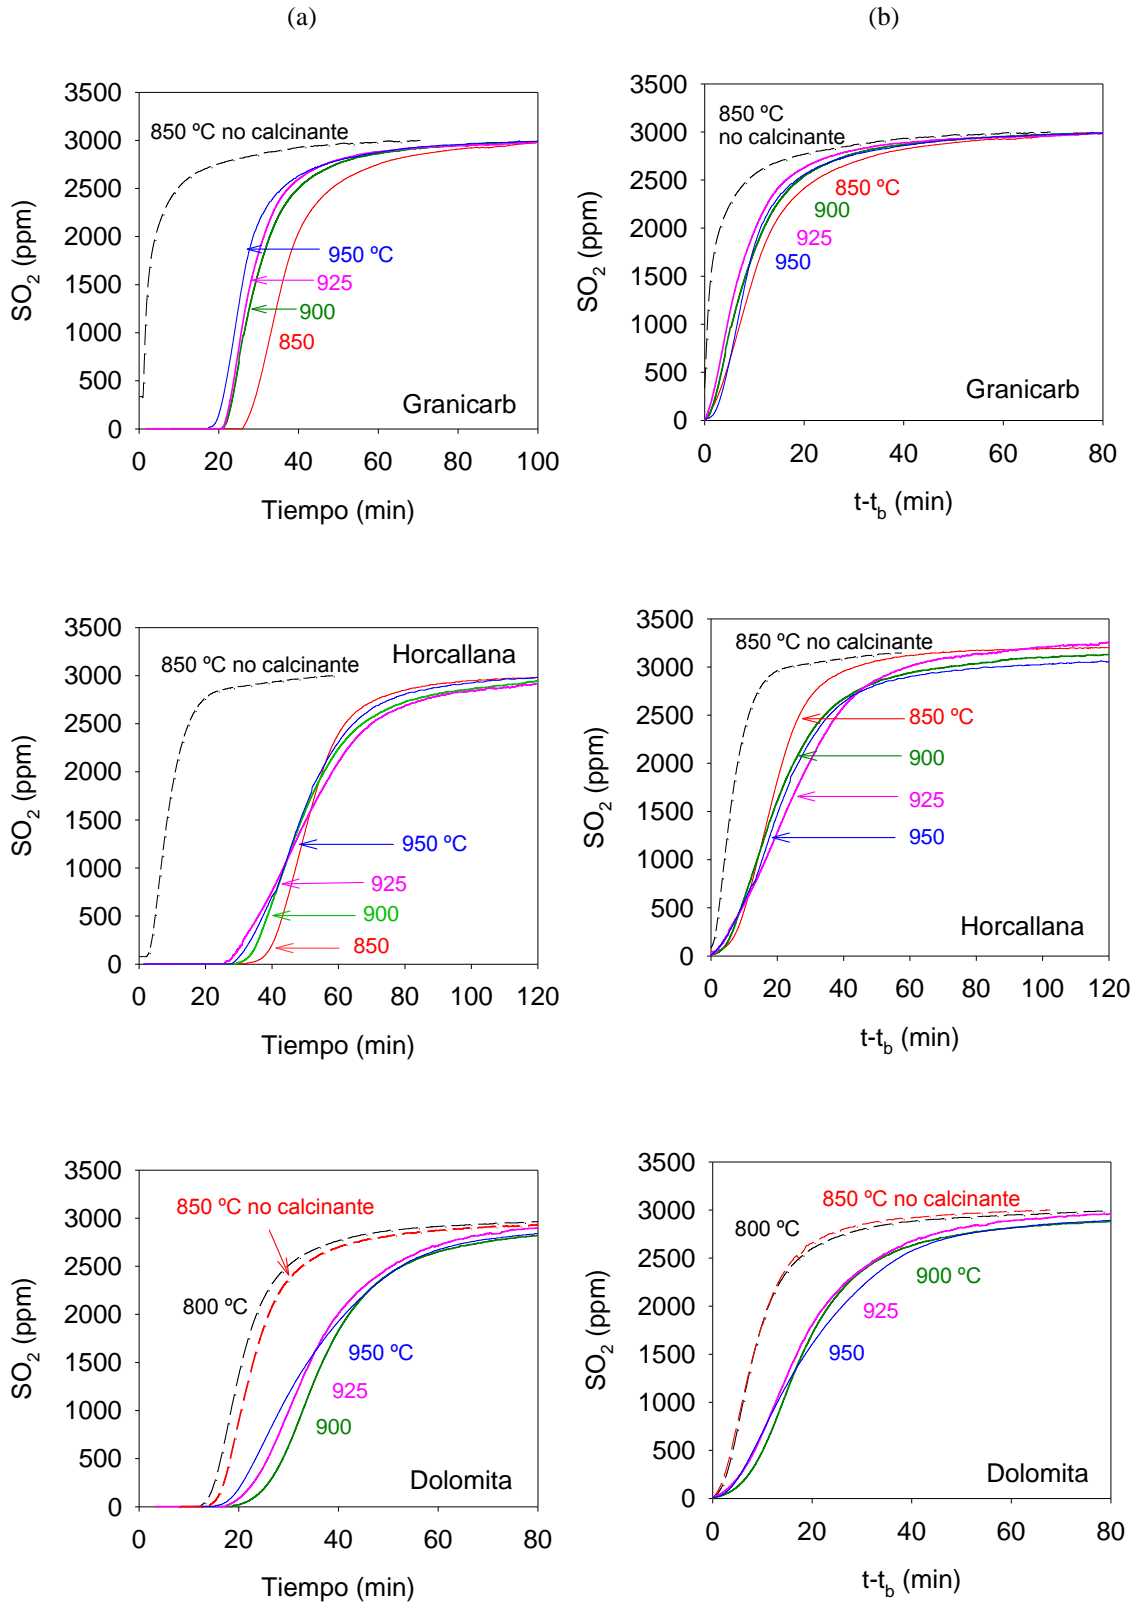 (a)
(b)
3500
3000
2500
2000
1500
1000
500
0
SO2 (ppm)
850 ºC no calcinante
950 ºC
925
900
850
Granicarb
0 20 40 60 80 100
Tiempo (min)
3500
3000
2500
2000
1500
1000
500
0
SO2 (ppm)
850 ºC
no calcinante
850 ºC
900
925
950
Granicarb
0 20 40 60 80
t-tb (min)
3500
3000
2500
2000
1500
1000
500
0
SO2 (ppm)
850 ºC no calcinante
Horcallana
950 ºC
925
900
850
0 20 40 60 80 100 120
Tiempo (min)
3500
3000
2500
2000
1500
1000
500
0
SO2 (ppm)
850 ºC no calcinante
850 ºC
900
925
950
Horcallana
0 20 40 60 80 100 120
t-tb (min)
3500
3000
2500
2000
1500
1000
500
0
SO2 (ppm)
850 ºC no calcinante
800 ºC
950 ºC
925
900
Dolomita
0 20 40 60 80
Tiempo (min)
3500
3000
2500
2000
1500
1000
500
0
SO2 (ppm)
850 ºC no calcinante
800 ºC
900 ºC
925
950
Dolomita
0 20 40 60 80
t-tb (min)